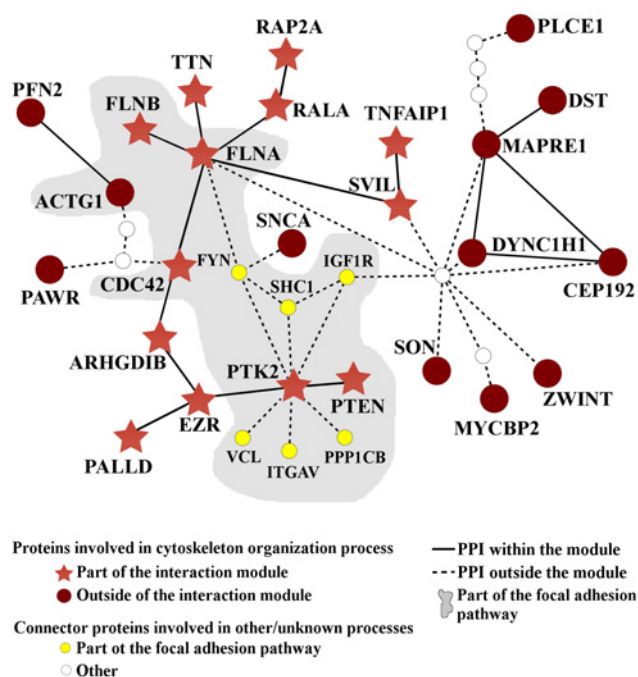 RAP2A
PLCE1
TTN
PFN2
FLNB
RALA
TNFAIP1
DST
FLNA
MAPRE1
ACTG1
SVIL
SNCA
DYNC1H1
FYN
IGF1R
PAWR
CDC42
SHC1
CEP192
ARHGDIB
PTK2
SON
PTEN
ZWINT
EZR
MYCBP2
PALLD
VCL
ITGAV
PPP1CB
Proteins involved in cytoskeleton organization process
Part of the interaction module
Outside of the interaction module
Connector proteins involved in other/unknown processes
Part ot the focal adhesion pathway
Other
PPI within the module
PPI outside the module
Part of the focal adhesion
pathway